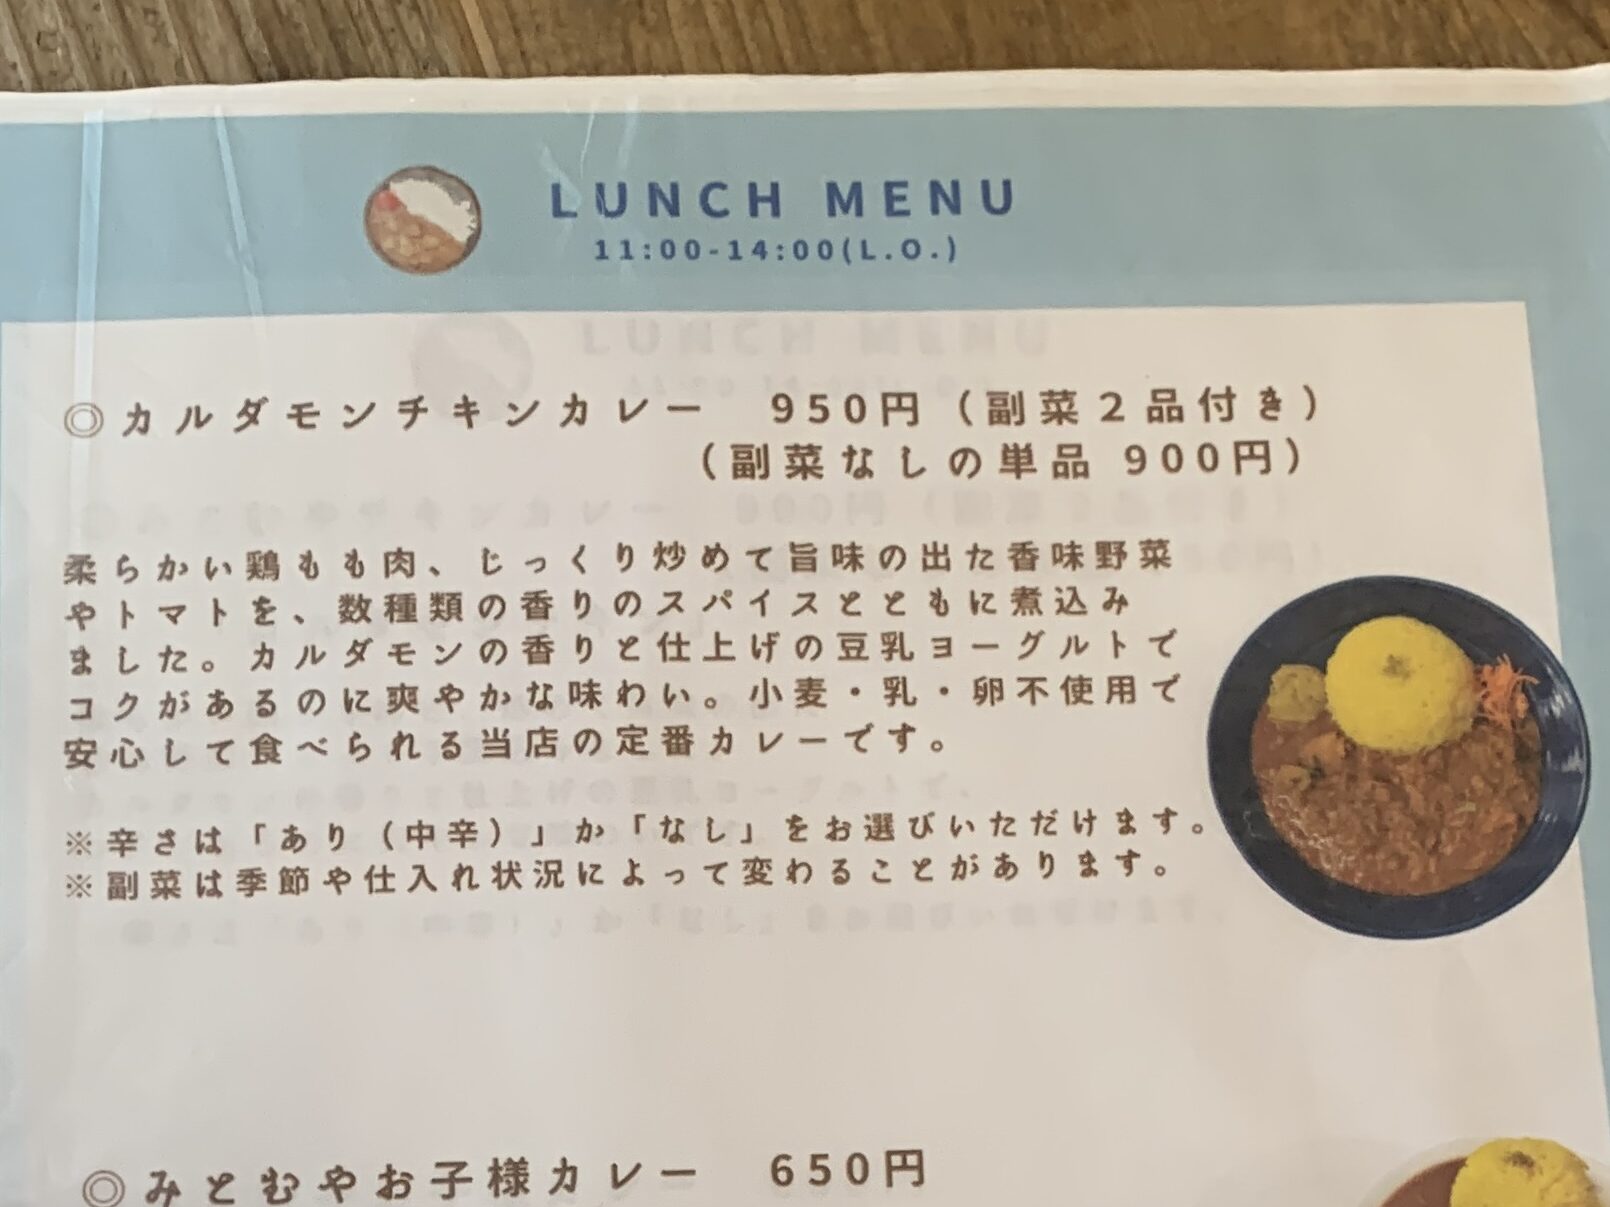 LUNCH MENU
11:00-14:00(L.O.)
◎カルダモンチキンカレー 950円（副菜2品付き）
（副菜なしの単品 900円）
柔らかい鶏もも肉、じっくり炒めて旨味の出た香味野菜
やトマトを、数種類の香りのスパイスとともに煮込み
ました。カルダモンの香りと仕上げの豆乳ヨーグルトで
コクがあるのに爽やかな味わい。小麦・乳・卵不使用で
安心して食べられる当店の定番カレーです。
※辛さは「あり（中辛）」か「なし」をお選びいただけます。
※副菜は季節や仕入れ状況によって変わることがあります。
◎みとむやお子様カレー 650円